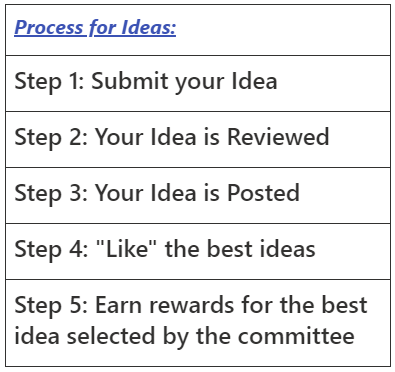 Process for Ideas:
Step 1: Submit your Idea
Step 2: Your Idea is Reviewed
Step 3: Your Idea is Posted
Step 4: "Like" the best ideas
Step 5: Earn rewards for the best
idea selected by the committee